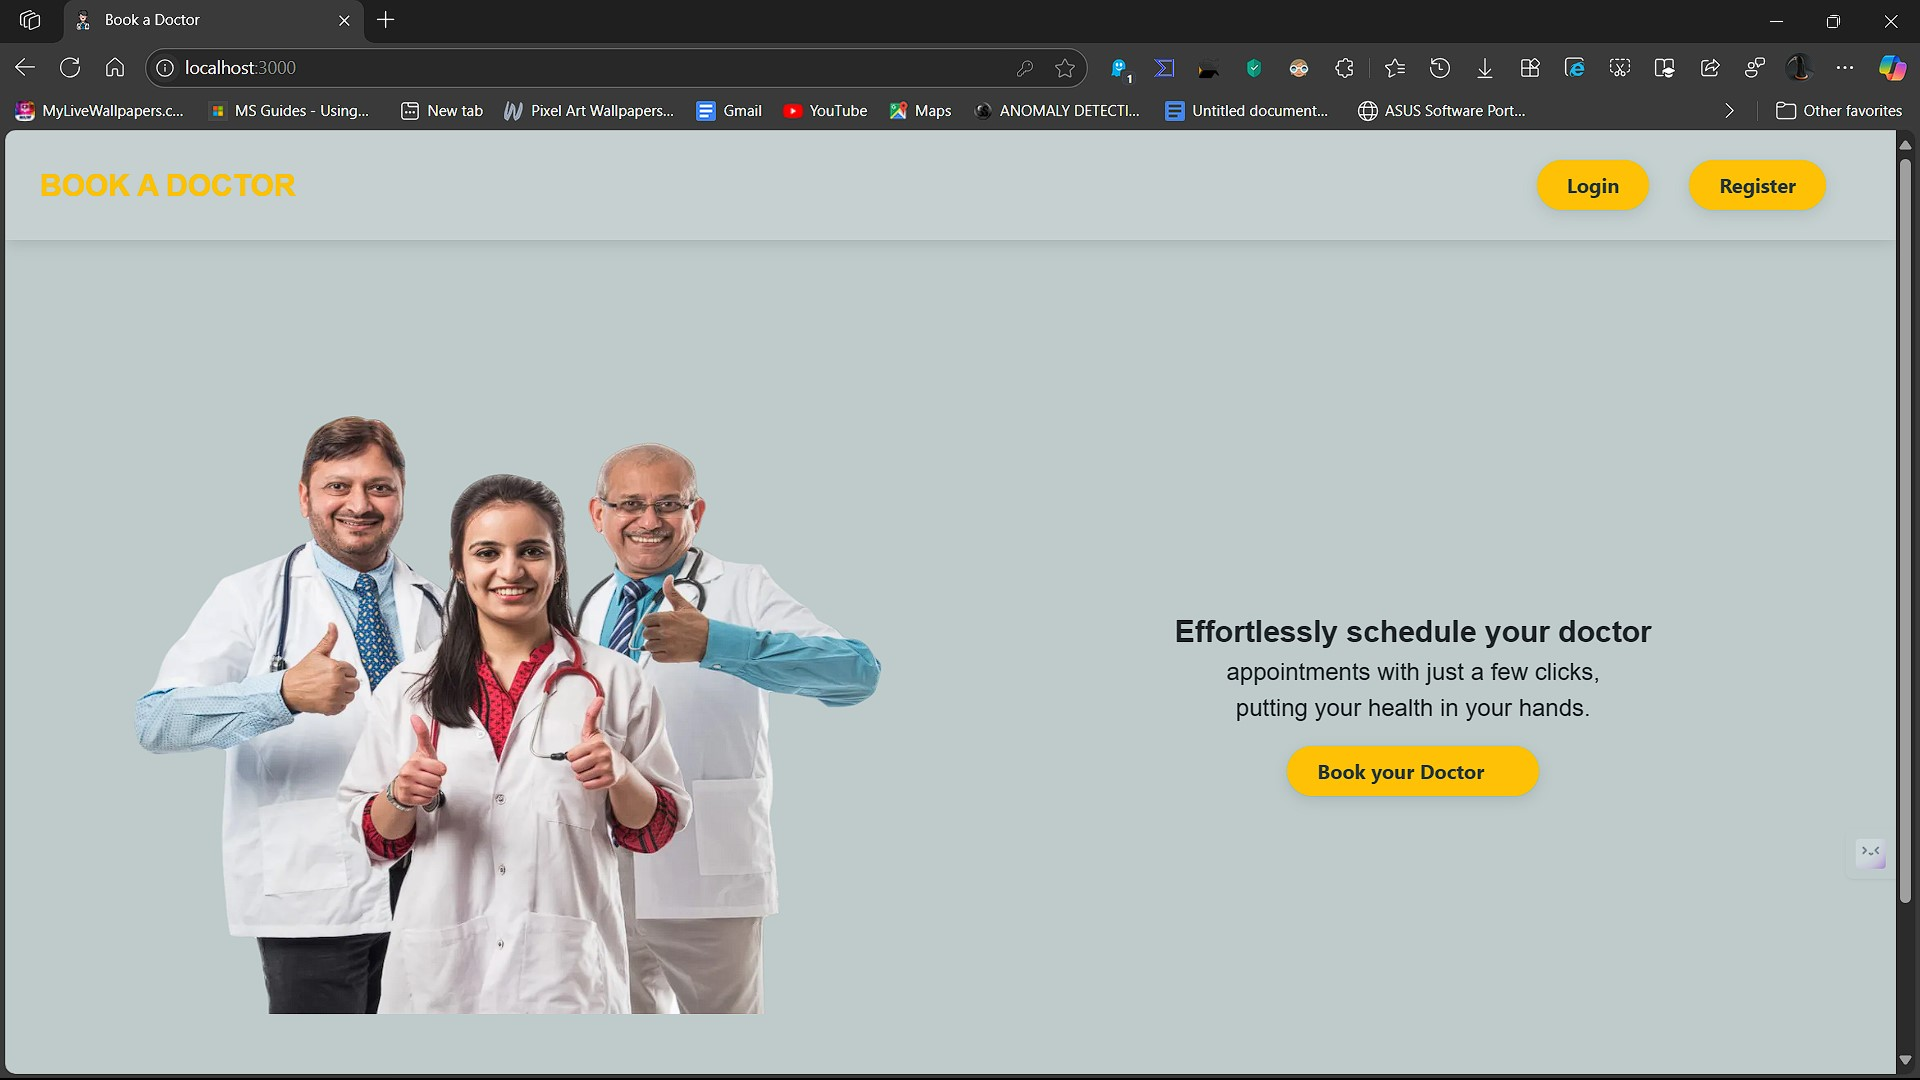 Book a Doctor
localhost:3000
1
MyLiveWallpapers.c...
MS Guides - Using...
New tab
Pixel Art Wallpapers...
Gmail
YouTube
Maps
ANOMALY DETECTI...
Untitled document...
ASUS Software Port...
Other favorites
BOOK A DOCTOR
Login
Register
Effortlessly schedule your doctor
appointments with just a few clicks,
putting your health in your hands.
Book your Doctor